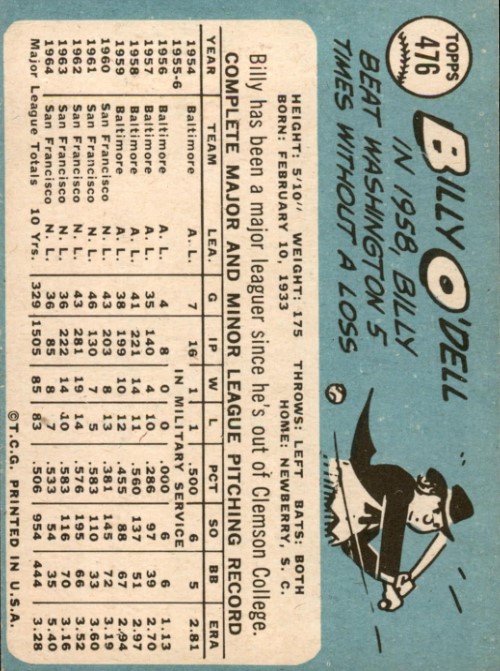 TOPPS
476
BILLY O'DELL
IN 1958, BILLY
BEAT WASHINGTON 5
TIMES WITHOUT A LOSS
HEIGHT: 5'10" WEIGHT: 175 THROWS: LEFT BATS: BOTH
BORN: FEBRUARY 10, 1933 HOME: NEWBERRY, S. C.
Billy has been a major leaguer since he's out of Clemson College.
COMPLETE MAJOR AND MINOR LEAGUE PITCHING RECORD
YEAR TEAM LEA. G IP W L PCT SO BB ERA
1954 Baltimore A. L. 7 16 1 1 .500 6 5 2.81
1955-6 IN MILITARY SERVICE
1956 Baltimore A. L. 4 8 0 0 .000 6 6 1.13
1957 Baltimore A. L. 35 140 4 10 .286 97 39 2.70
1958 Baltimore A. L. 41 221 14 11 .560 137 51 2.97
1959 Baltimore A. L. 38 199 10 12 .455 88 67 2.94
1960 San Francisco N. L. 43 203 8 13 .381 145 72 3.19
1961 San Francisco N. L. 46 130 7 5 .583 110 33 3.60
1962 San Francisco N. L. 43 281 19 14 .576 195 66 3.52
1963 San Francisco N. L. 36 222 14 10 .583 116 70 3.16
1964 San Francisco N. L. 36 85 8 7 .533 54 35 5.40
Major League Totals 10 Yrs. 329 1505 85 83 .506 954 444 3.28
©T.C.G. PRINTED IN U.S.A.